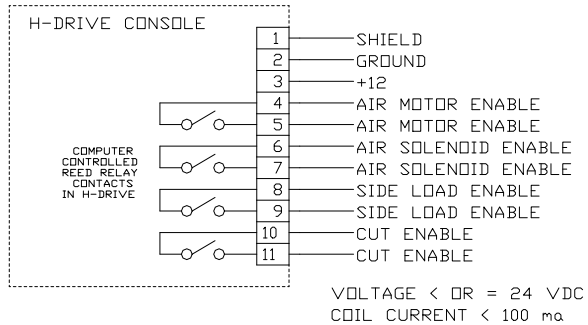 H-DRIVE CONSOLE
1 SHIELD
2 GROUND
3 +12
4 AIR MOTOR ENABLE
5 AIR MOTOR ENABLE
6 AIR SOLENOID ENABLE
7 AIR SOLENOID ENABLE
8 SIDE LOAD ENABLE
9 SIDE LOAD ENABLE
10 CUT ENABLE
11 CUT ENABLE
COMPUTER
CONTROLLED
REED RELAY
CONTACTS
IN H-DRIVE
VOLTAGE < OR = 24 VDC
COIL CURRENT < 100 ma